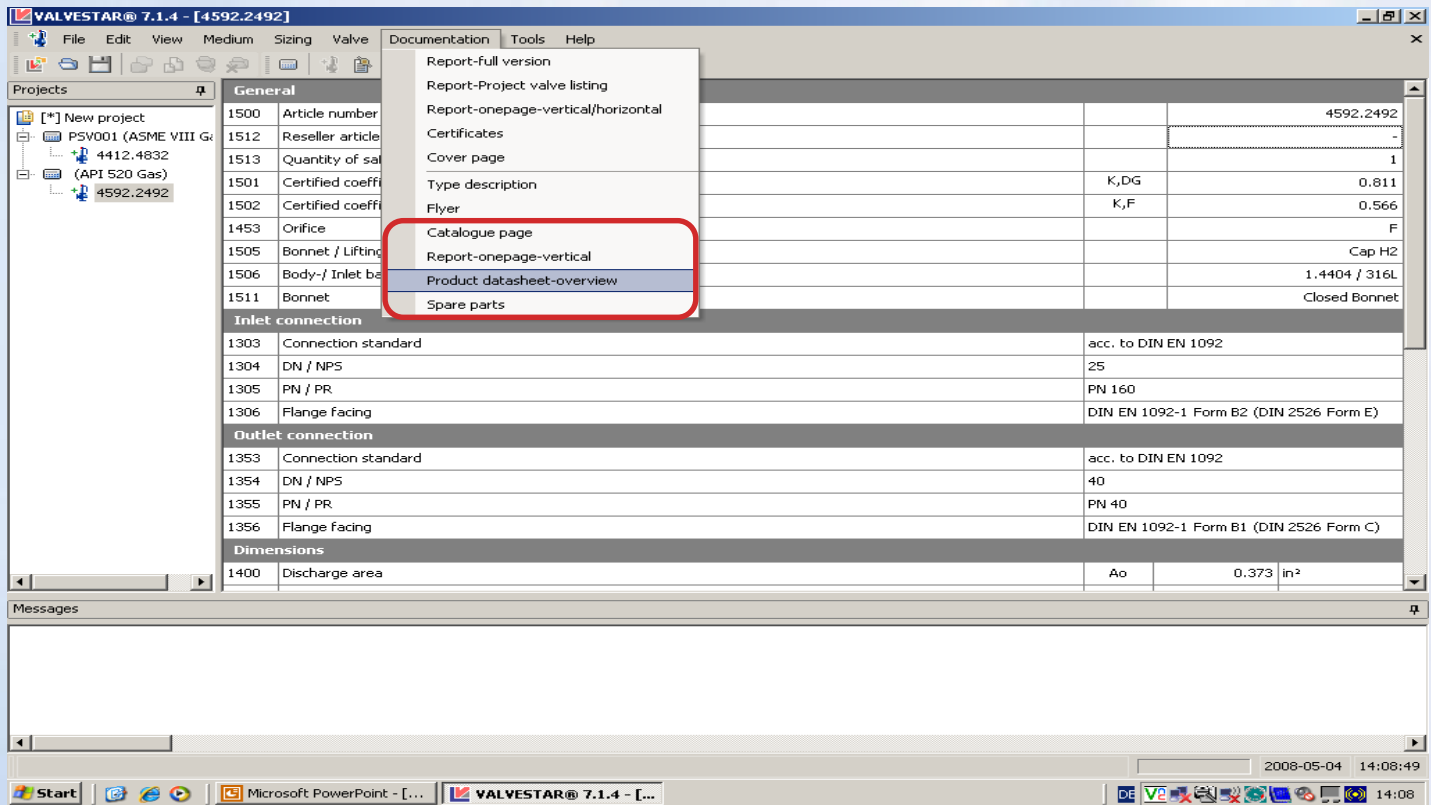 VALVESTAR® 7.1.4 - [4592.2492]
File Edit View Medium Sizing Valve Documentation Tools Help
Projects
[*] New project
PSV001 (ASME VIII Ga
4412.4832
(API 520 Gas)
4592.2492
Report-full version
Report-Project valve listing
Report-onepage-vertical/horizontal
Certificates
Cover page
Type description
Flyer
Catalogue page
Report-onepage-vertical
Product datasheet-overview
Spare parts
General
1500 Article number 4592.2492
1512 Reseller article -
1513 Quantity of sa 1
1501 Certified coeffi K,DG 0.811
1502 Certified coeffi K,F 0.566
1453 Orifice F
1505 Bonnet / Lifting Cap H2
1506 Body-/ Inlet ba 1.4404 / 316L
1511 Bonnet Closed Bonnet
Inlet connection
1303 Connection standard acc. to DIN EN 1092
1304 DN / NPS 25
1305 PN / PR PN 160
1306 Flange facing DIN EN 1092-1 Form B2 (DIN 2526 Form E)
Outlet connection
1353 Connection standard acc. to DIN EN 1092
1354 DN / NPS 40
1355 PN / PR PN 40
1356 Flange facing DIN EN 1092-1 Form B1 (DIN 2526 Form C)
Dimensions
1400 Discharge area Ao 0.373 in²
Messages
2008-05-04 14:08:49
Start Microsoft PowerPoint - [... VALVESTAR® 7.1.4 - [... DE 14:08